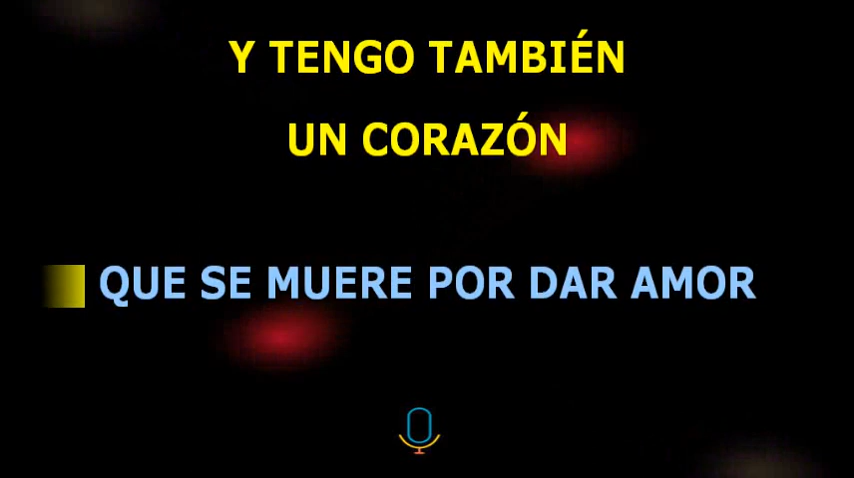 Y TENGO TAMBIÉN
UN CORAZÓN
QUE SE MUERE POR DAR AMOR